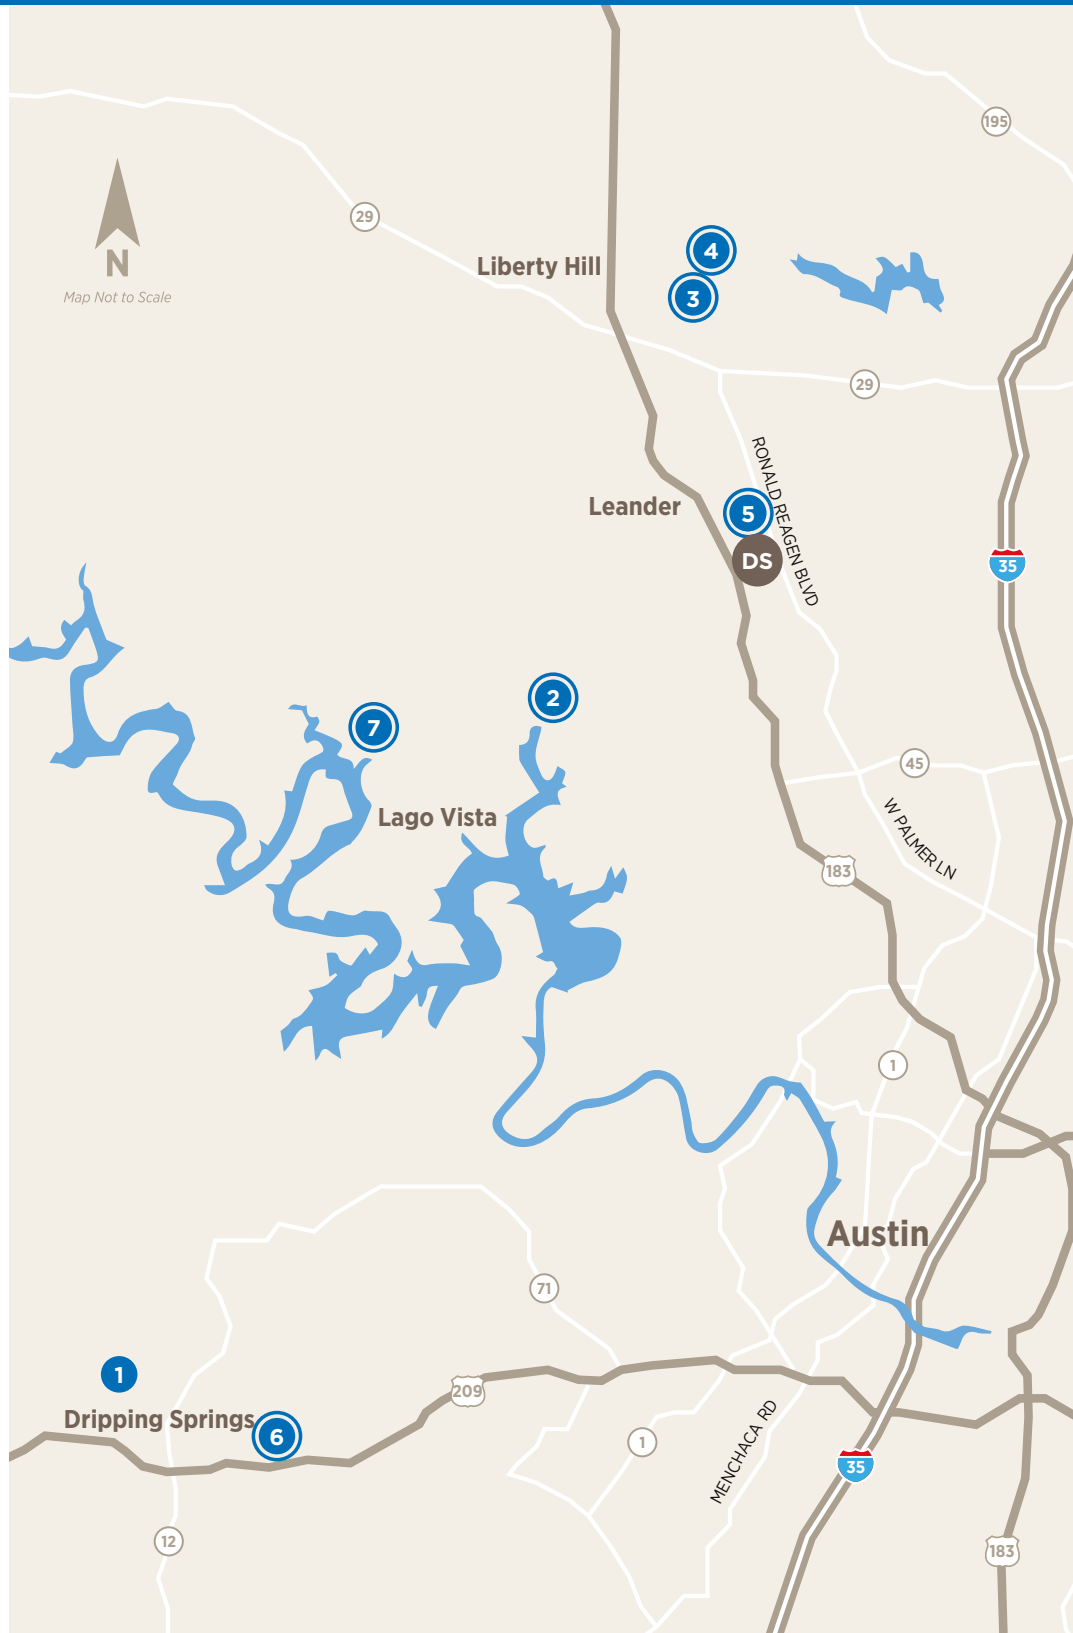 195
29
N
Map Not to Scale
Liberty Hill
4
3
29
RONALD REAGEN BLVD
Leander
5
DS
35
2
7
Lago Vista
45
W PALMER LN
183
1
Austin
71
1
Dripping Springs
6
209
1
MENCHACA RD
35
12
183